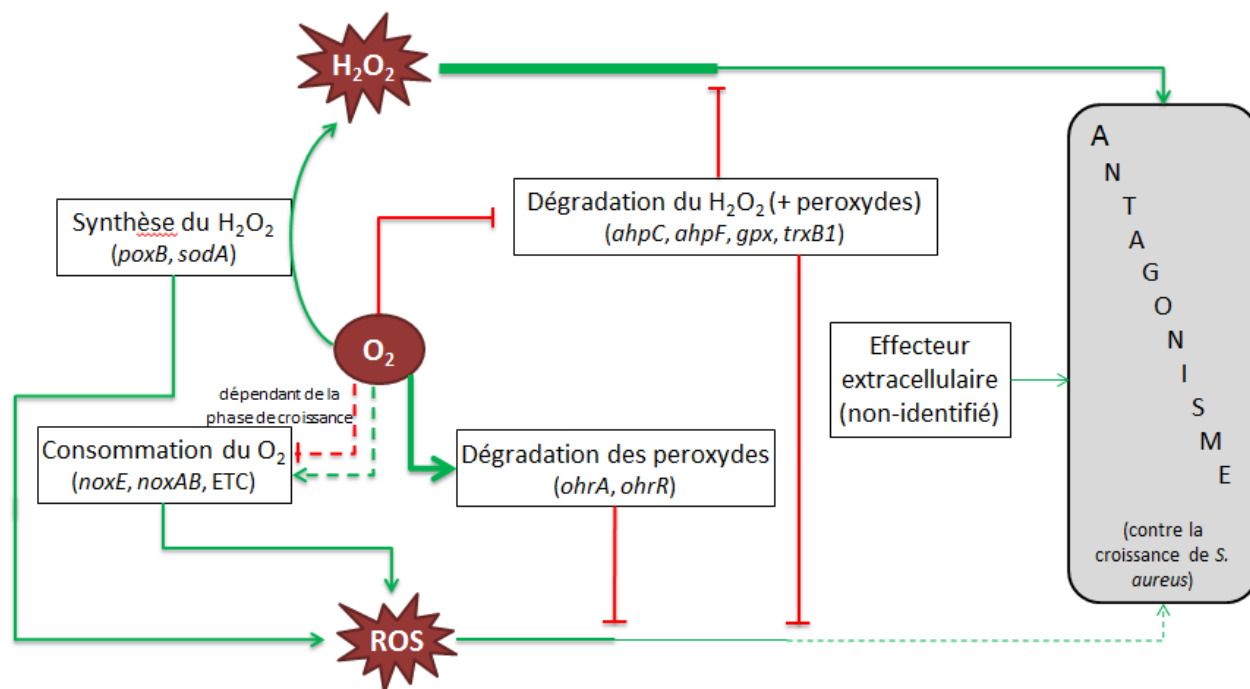 H₂O₂
Synthèse du H₂O₂
(poxB, sodA)
Dégradation du H₂O₂ (+ peroxydes)
(ahpC, ahpF, gpx, trxB1)
O₂
dépendant de la
phase de croissance
Consommation du O₂
(noxE, noxAB, ETC)
Dégradation des peroxydes
(ohrA, ohrR)
Effecteur
extracellulaire
(non-identifié)
ROS
ANTAGONISME
(contre la
croissance de S.
aureus)